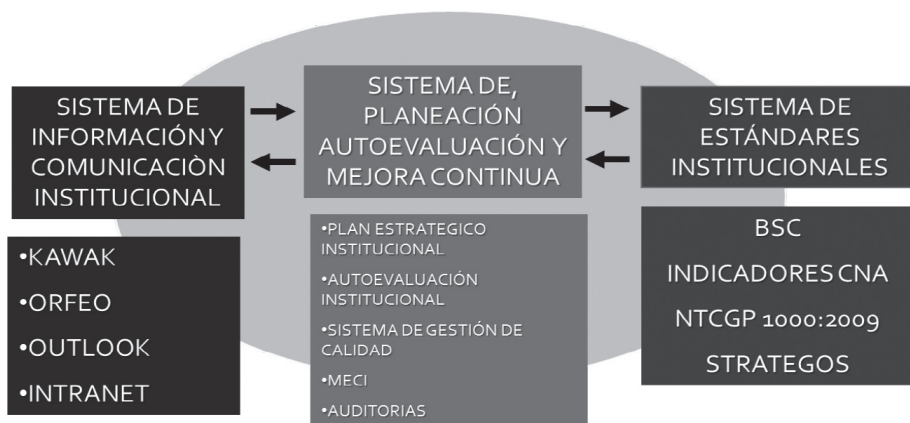 SISTEMA DE
INFORMACIÓN Y
COMUNICACIÒN
INSTITUCIONAL
•KAWAK
•ORFEO
•OUTLOOK
•INTRANET
SISTEMA DE,
PLANEACIÓN
AUTOEVALUACIÓN Y
MEJORA CONTINUA
•PLAN ESTRATEGICO
INSTITUCIONAL
•AUTOEVALUACIÓN
INSTITUCIONAL
•SISTEMA DE GESTIÓN DE
CALIDAD
•MECI
•AUDITORIAS
SISTEMA DE
ESTÁNDARES
INSTITUCIONALES
BSC
INDICADORES CNA
NTCGP 1000:2009
STRATEGOS